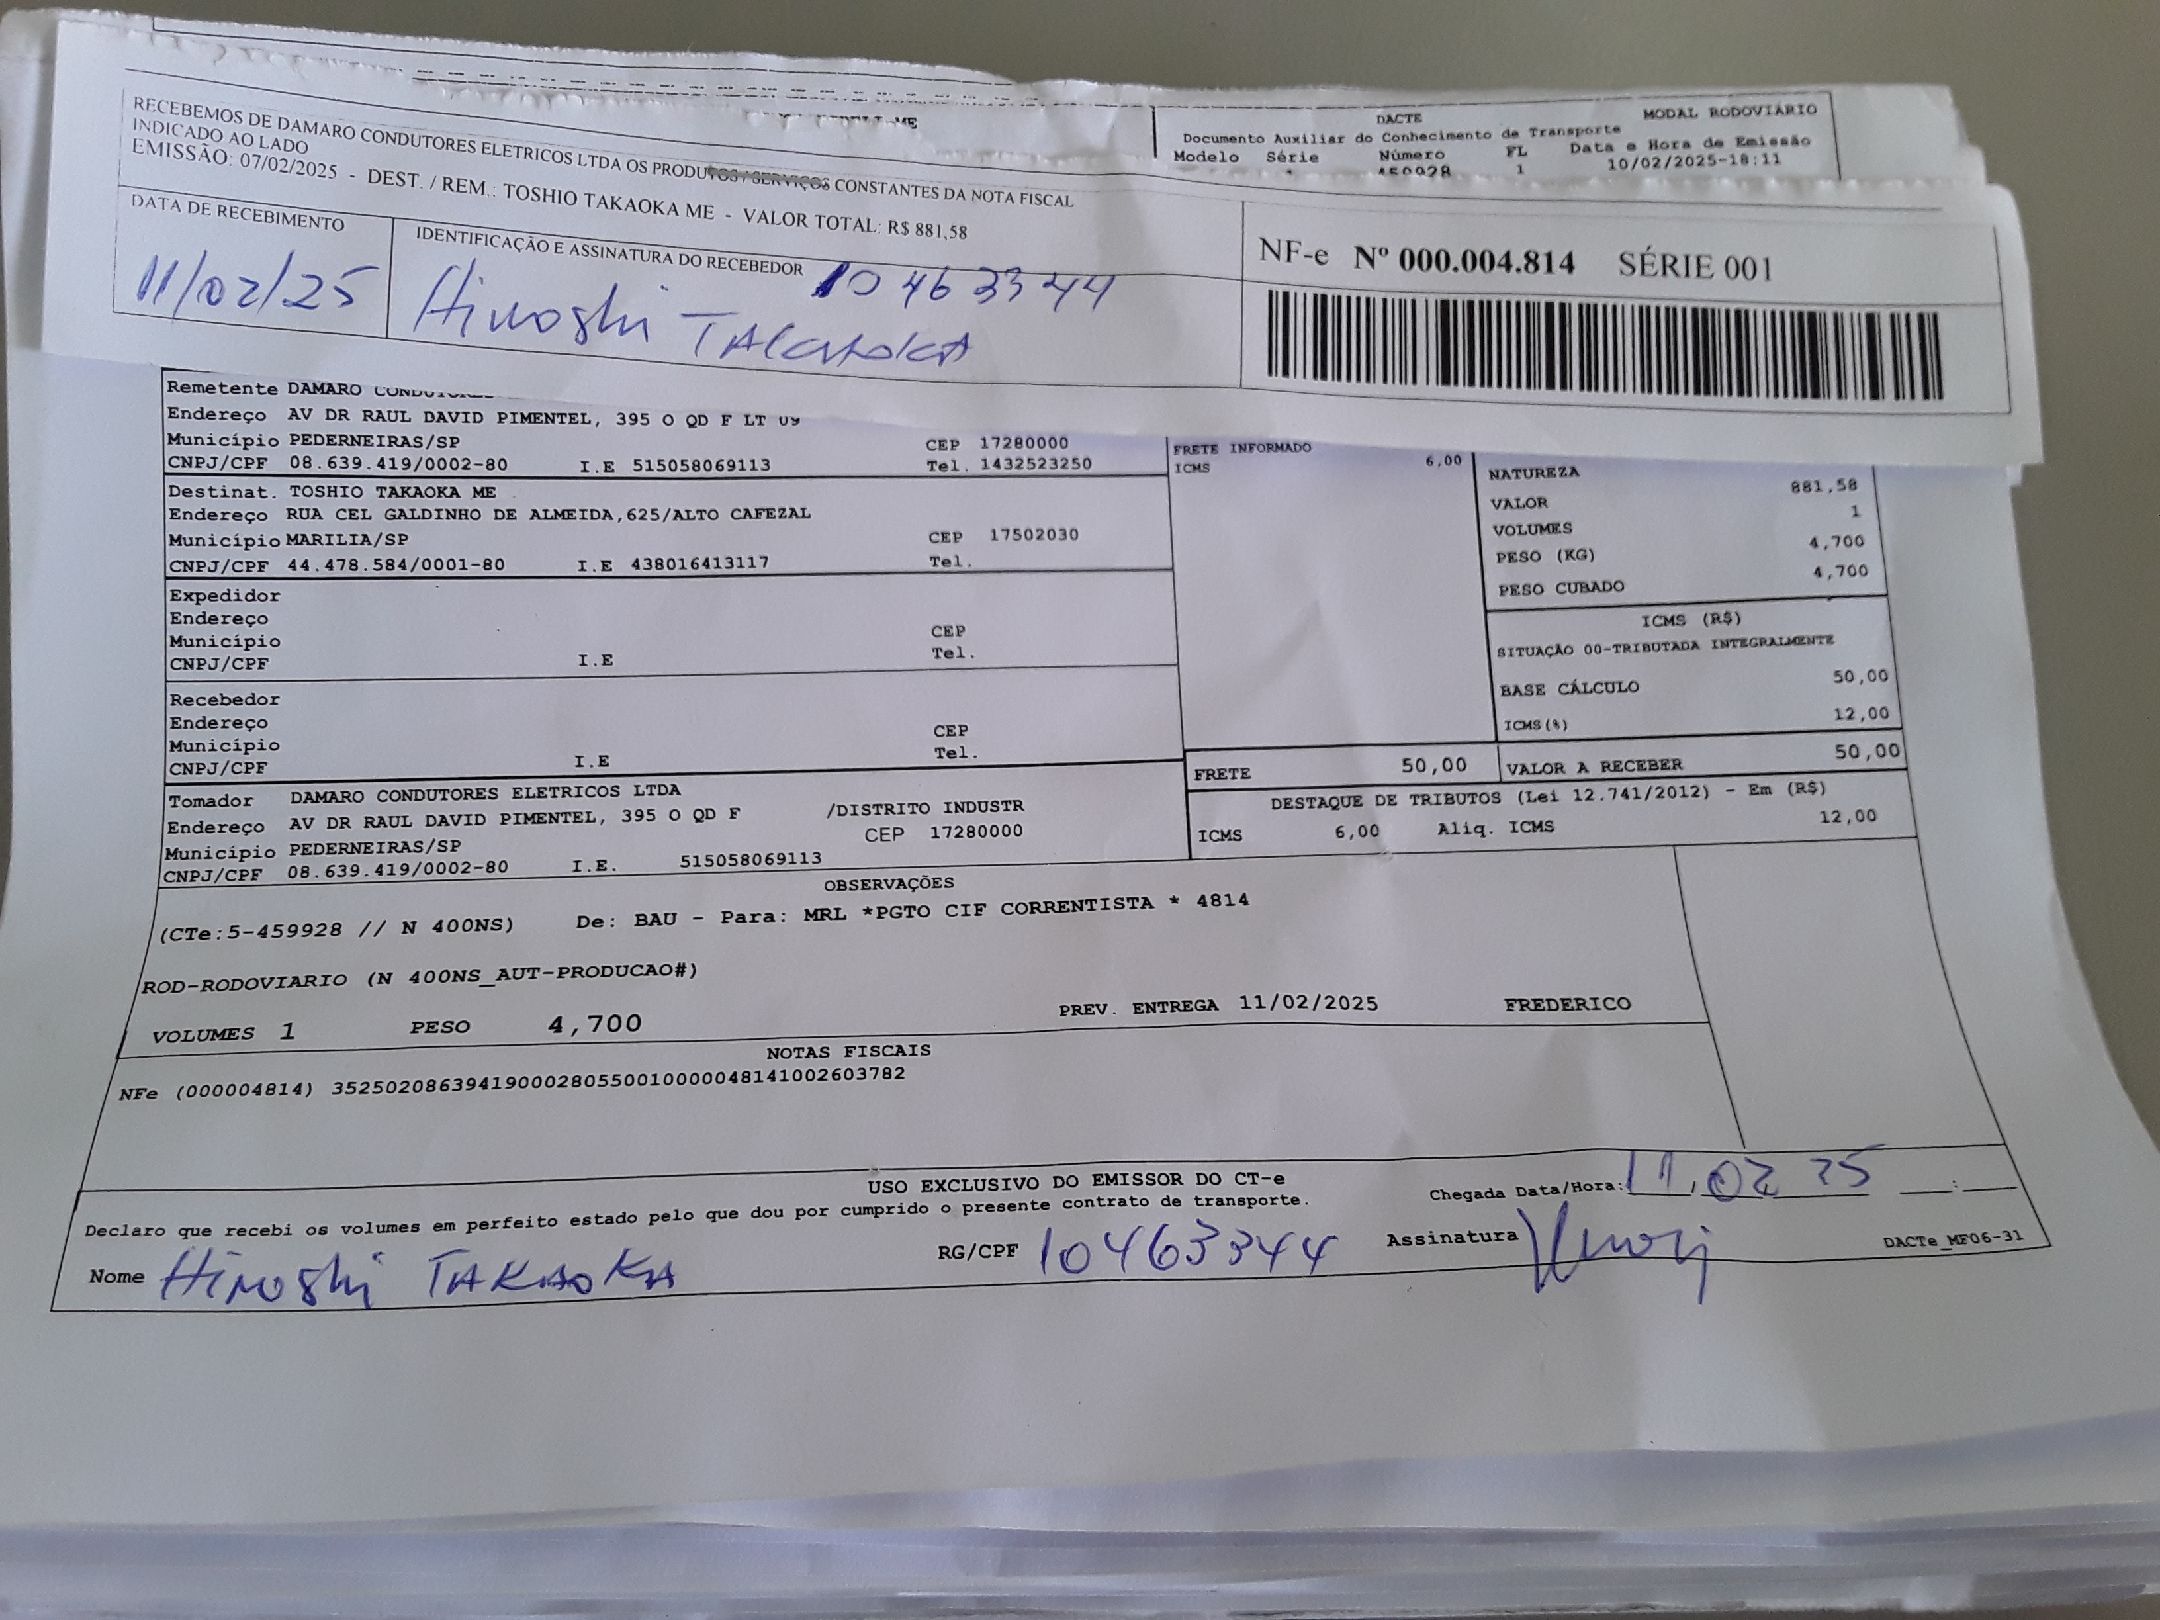 DACTE
MODAL RODOVIÁRIO
Documento Auxiliar do Conhecimento de Transporte
Modelo Série Número FL Data e Hora de Emissão
459928 1 10/02/2025-18:11
RECEBEMOS DE DAMARO CONDUTORES ELETRICOS LTDA OS PRODUTOS / SERVIÇOS CONSTANTES DA NOTA FISCAL
INDICADO AO LADO
EMISSÃO: 07/02/2025 - DEST. / REM.: TOSHIO TAKAOKA ME - VALOR TOTAL: R$ 881,58
DATA DE RECEBIMENTO
11/02/25
IDENTIFICAÇÃO E ASSINATURA DO RECEBEDOR
10463344
Hiroshi TAKAOKA
NF-e Nº 000.004.814 SÉRIE 001
Remetente DAMARO
Endereço AV DR RAUL DAVID PIMENTEL, 395 O QD F LT 09
Município PEDERNEIRAS/SP CEP 17280000
CNPJ/CPF 08.639.419/0002-80 I.E 515058069113 Tel. 1432523250
Destinat. TOSHIO TAKAOKA ME
Endereço RUA CEL GALDINHO DE ALMEIDA,625/ALTO CAFEZAL
Município MARILIA/SP CEP 17502030
CNPJ/CPF 44.478.584/0001-80 I.E 438016413117 Tel.
Expedidor
Endereço
Município CEP
CNPJ/CPF I.E Tel.
Recebedor
Endereço
Município CEP
CNPJ/CPF I.E Tel.
Tomador DAMARO CONDUTORES ELETRICOS LTDA
Endereço AV DR RAUL DAVID PIMENTEL, 395 O QD F /DISTRITO INDUSTR
Município PEDERNEIRAS/SP CEP 17280000
CNPJ/CPF 08.639.419/0002-80 I.E. 515058069113
FRETE INFORMADO
ICMS 6,00
NATUREZA
VALOR 881,58
VOLUMES 1
PESO (KG) 4,700
PESO CUBADO 4,700
ICMS (R$)
SITUAÇÃO 00-TRIBUTADA INTEGRALMENTE
BASE CÁLCULO 50,00
ICMS(%) 12,00
FRETE 50,00 VALOR A RECEBER 50,00
DESTAQUE DE TRIBUTOS (Lei 12.741/2012) - Em (R$)
ICMS 6,00 Aliq. ICMS 12,00
OBSERVAÇÕES
(CTe:5-459928 // N 400NS) De: BAU - Para: MRL *PGTO CIF CORRENTISTA * 4814
ROD-RODOVIARIO (N 400NS_AUT-PRODUCAO#)
VOLUMES 1 PESO 4,700 PREV. ENTREGA 11/02/2025 FREDERICO
NOTAS FISCAIS
NFe (000004814) 35250208639419000280550010000048141002603782
USO EXCLUSIVO DO EMISSOR DO CT-e
Declaro que recebi os volumes em perfeito estado pelo que dou por cumprido o presente contrato de transporte.
Chegada Data/Hora: 11,02 25 :
Nome Hiroshi TAKAOKA RG/CPF 10463344 Assinatura
DACTe_MF06-31